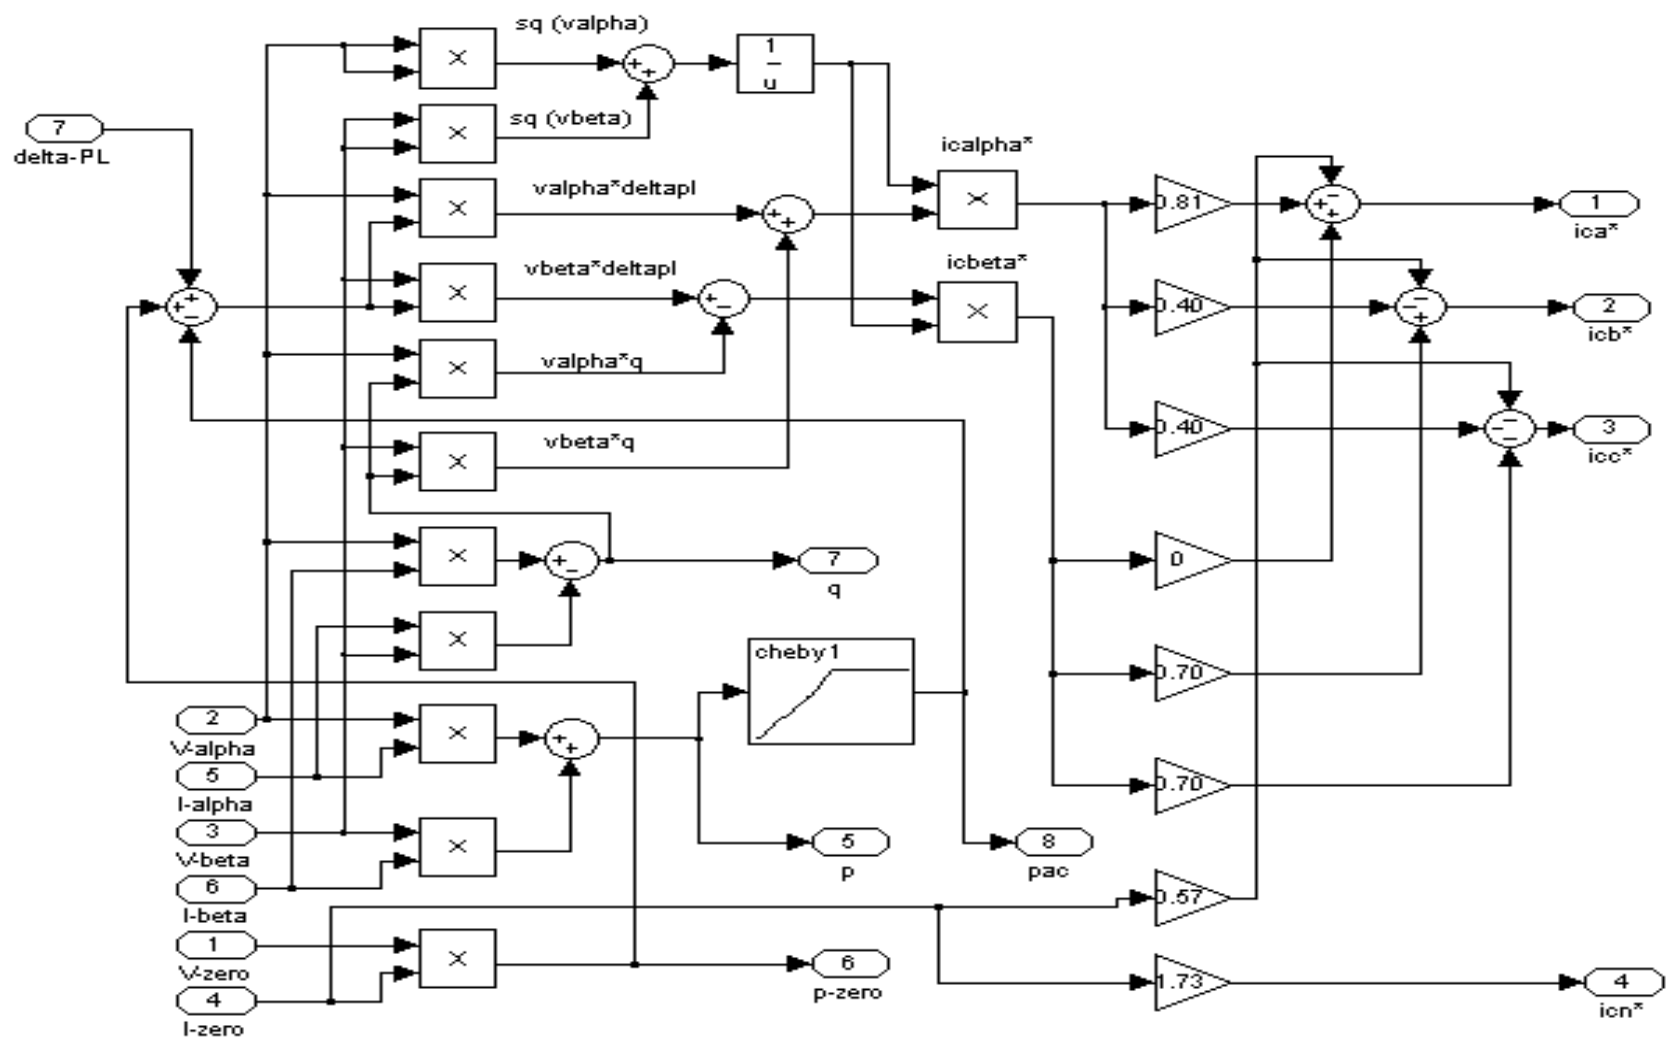 sq (valpha)
×
+
+
1
u
7
delta-PL
sq (vbeta)
×
icalpha*
valpha*deltapl
×
+
+
×
0.81
−
+
+
1
ica*
vbeta*deltapl
icbeta*
+
+
−
×
+
−
×
0.40
−
−
+
2
icb*
valpha*q
×
0.40
−
−
3
icc*
vbeta*q
×
×
+
−
7
q
0
×
cheby1
0.70
2
V-alpha
×
+
+
5
I-alpha
0.70
3
V-beta
×
5
p
8
pac
6
I-beta
0.57
1
V-zero
×
6
p-zero
1.73
4
icn*
4
I-zero